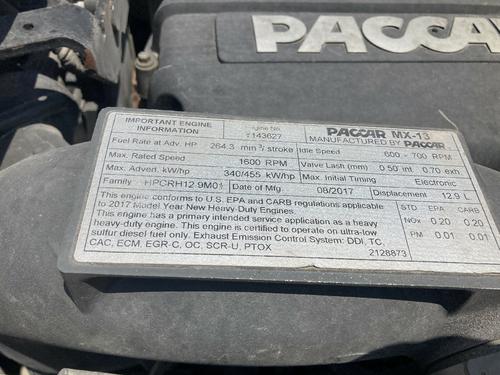 PACCA
IMPORTANT ENGINE INFORMATION
Engine No. 143627
PACCAR MX-13
MANUFACTURED BY PACCAR
Fuel Rate at Adv. HP 264.3 mm³/stroke
Idle Speed 600 - 700 RPM
Max. Rated Speed 1600 RPM
Valve Lash (mm) 0.50 int 0.70 exh
Max. Advert. kW/hp 340/455 kW/hp
Max. Initial Timing Electronic
Family HPCRH12.9M01
Date of Mfg 08/2017
Displacement 12.9 L
This engine conforms to U.S. EPA and CARB regulations applicable
to 2017 Model Year New Heavy-Duty Engines.
This engine has a primary intended service application as a heavy
heavy-duty engine. This engine is certified to operate on ultra-low
sulfur diesel fuel only. Exhaust Emission Control System: DDI, TC,
CAC, ECM, EGR-C, OC, SCR-U, PTOX
2128873
STD EPA CARB
NOx 0.20 0.20
PM 0.01 0.01